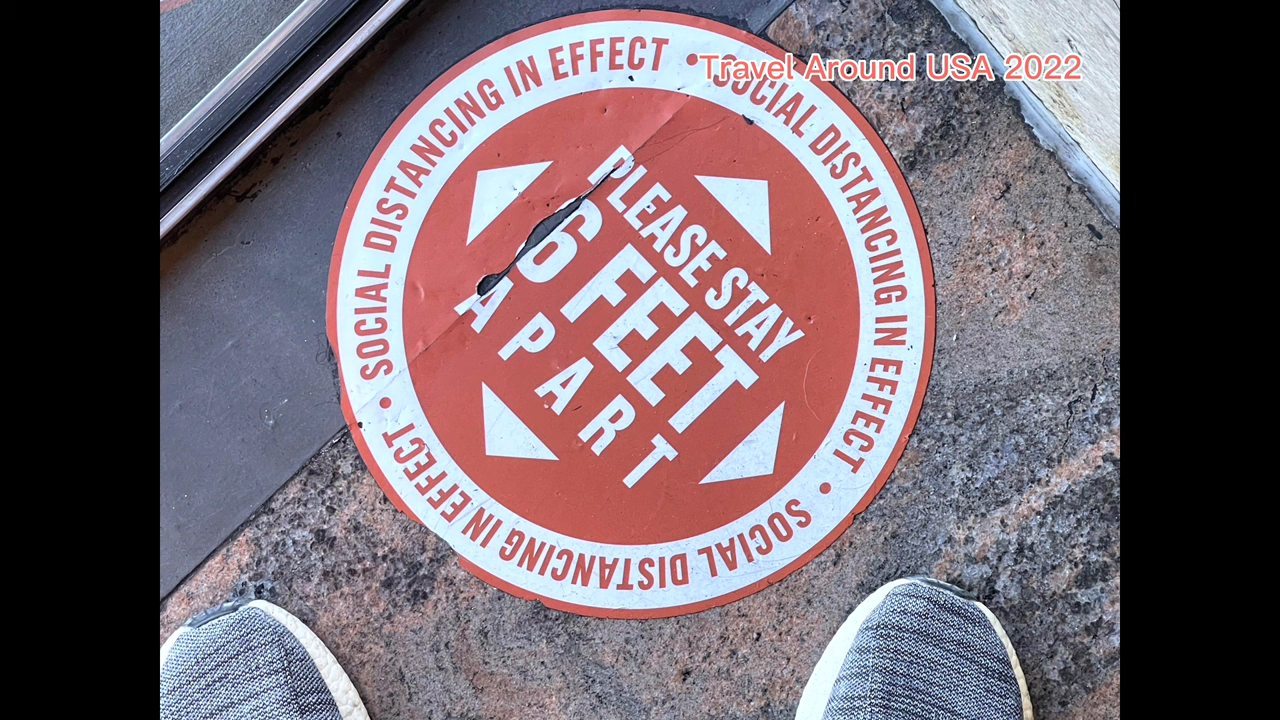 Travel Around USA 2022
SOCIAL DISTANCING IN EFFECT • SOCIAL DISTANCING IN EFFECT • SOCIAL DISTANCING IN EFFECT •
PLEASE STAY
6 FEET
APART